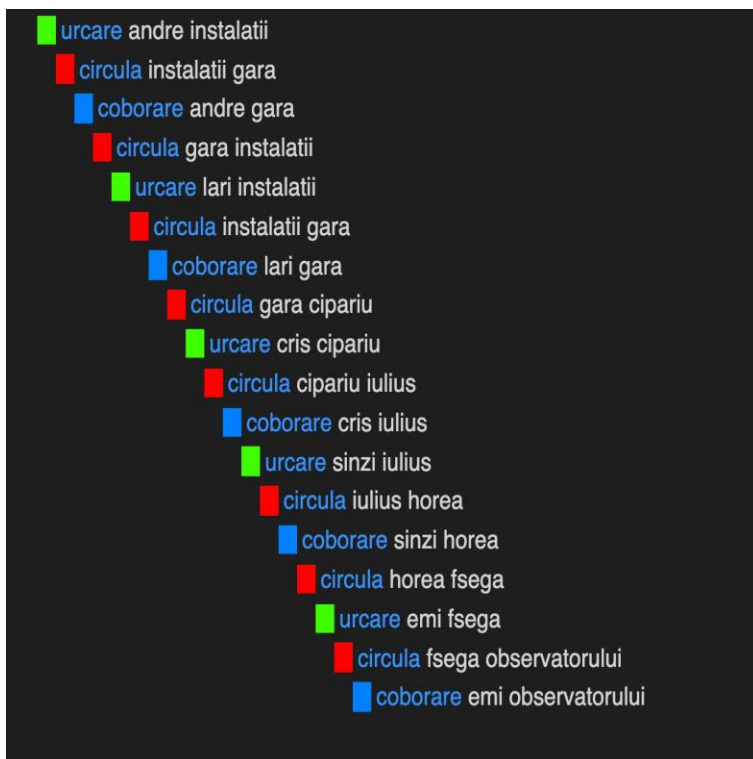 urcare andre instalatii
circula instalatii gara
coborare andre gara
circula gara instalatii
urcare lari instalatii
circula instalatii gara
coborare lari gara
circula gara cipariu
urcare cris cipariu
circula cipariu iulius
coborare cris iulius
urcare sinzi iulius
circula iulius horea
coborare sinzi horea
circula horea fsega
urcare emi fsega
circula fsega observatorului
coborare emi observatorului